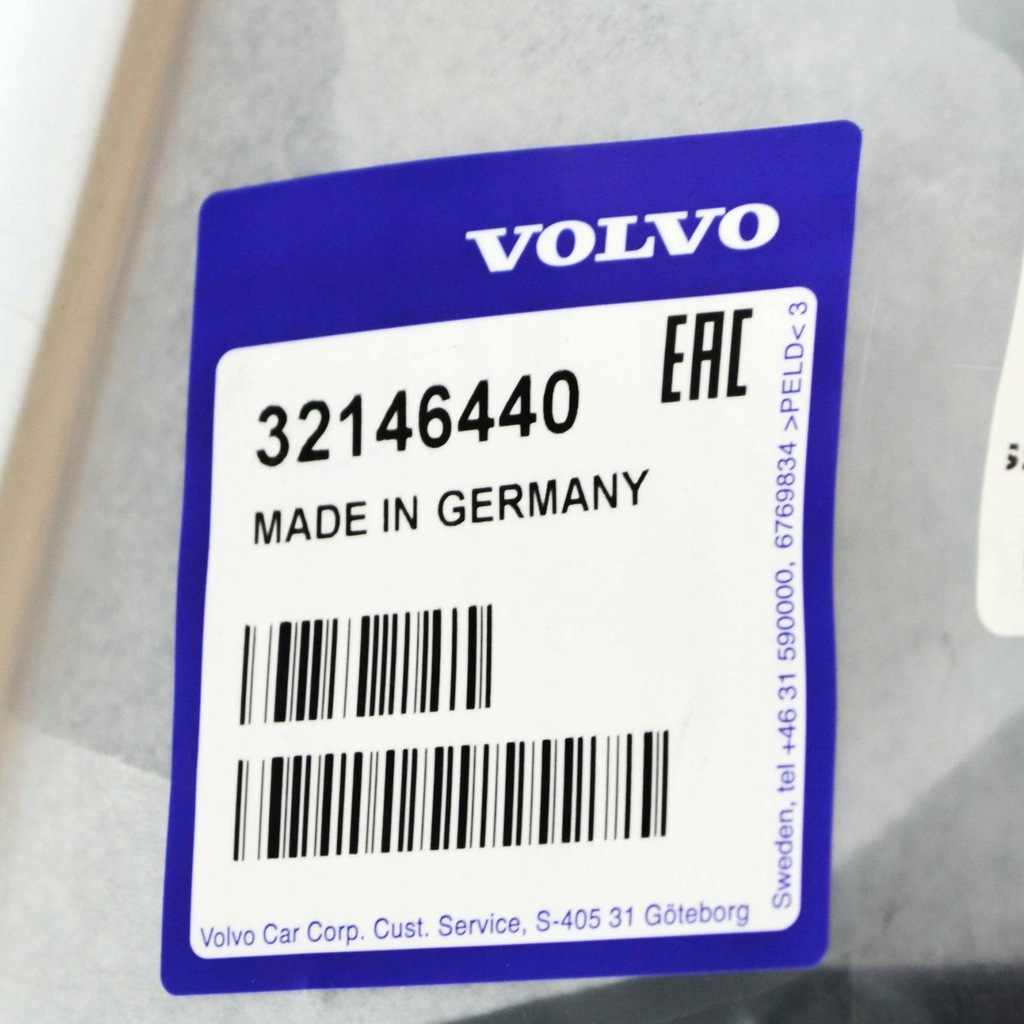 VOLVO
EAC
32146440
MADE IN GERMANY
Volvo Car Corp. Cust. Service, S-405 31 Göteborg
Sweden, tel +46 31 590000, 6769834 >PELD< 3